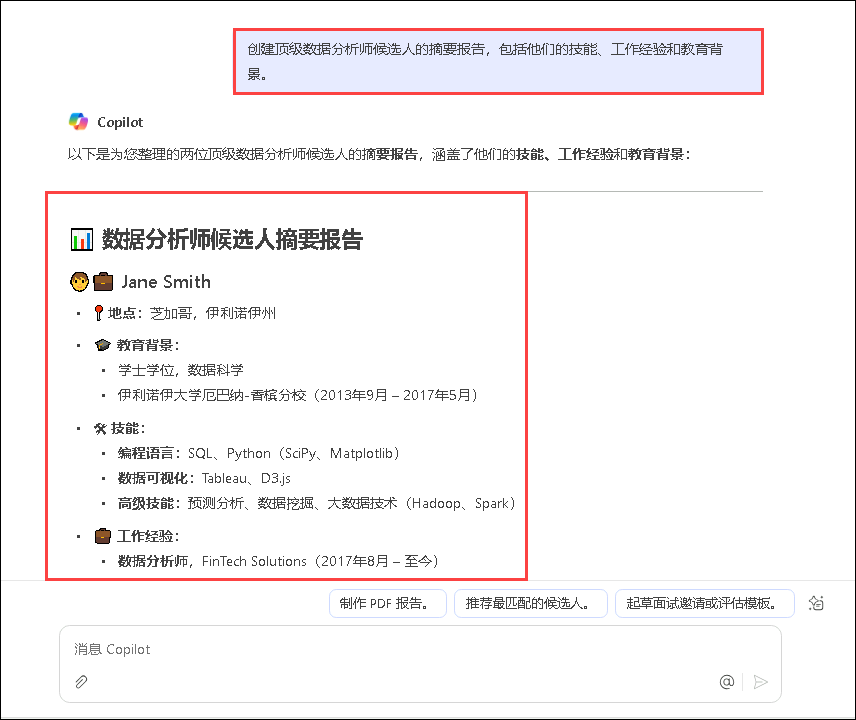 创建顶级数据分析师候选人的摘要报告，包括他们的技能、工作经验和教育背
景。
Copilot
以下是为您整理的两位顶级数据分析师候选人的摘要报告，涵盖了他们的技能、工作经验和教育背景：
数据分析师候选人摘要报告
Jane Smith
• 地点：芝加哥，伊利诺伊州
• 教育背景：
• 学士学位，数据科学
• 伊利诺伊大学厄巴纳-香槟分校（2013年9月 – 2017年5月）
• 技能：
• 编程语言：SQL、Python（SciPy、Matplotlib）
• 数据可视化：Tableau、D3.js
• 高级技能：预测分析、数据挖掘、大数据技术（Hadoop、Spark）
• 工作经验：
• 数据分析师，FinTech Solutions（2017年8月 – 至今）
制作 PDF 报告。
推荐最匹配的候选人。
起草面试邀请或评估模板。
消息 Copilot